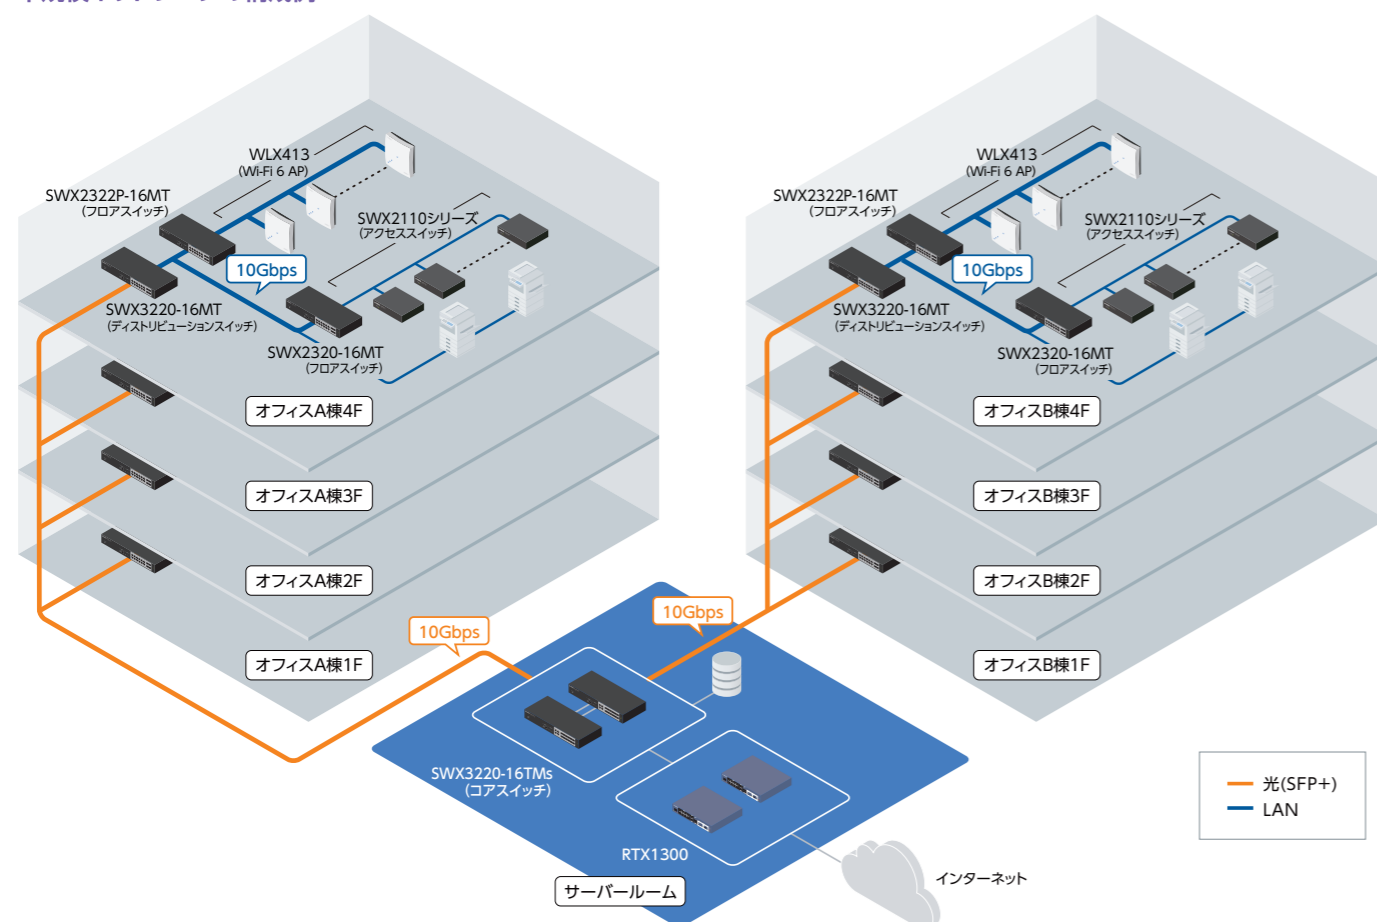 WLX413
(Wi-Fi 6 AP)
SWX2322P-16MT
(フロアスイッチ)
SWX2110シリーズ
(アクセススイッチ)
10Gbps
SWX3220-16MT
(ディストリビューションスイッチ)
SWX2320-16MT
(フロアスイッチ)
オフィスA棟4F
オフィスA棟3F
オフィスA棟2F
オフィスA棟1F
WLX413
(Wi-Fi 6 AP)
SWX2322P-16MT
(フロアスイッチ)
SWX2110シリーズ
(アクセススイッチ)
10Gbps
SWX3220-16MT
(ディストリビューションスイッチ)
SWX2320-16MT
(フロアスイッチ)
オフィスB棟4F
オフィスB棟3F
オフィスB棟2F
オフィスB棟1F
10Gbps
10Gbps
SWX3220-16TMs
(コアスイッチ)
RTX1300
サーバールーム
インターネット
光(SFP+)
LAN